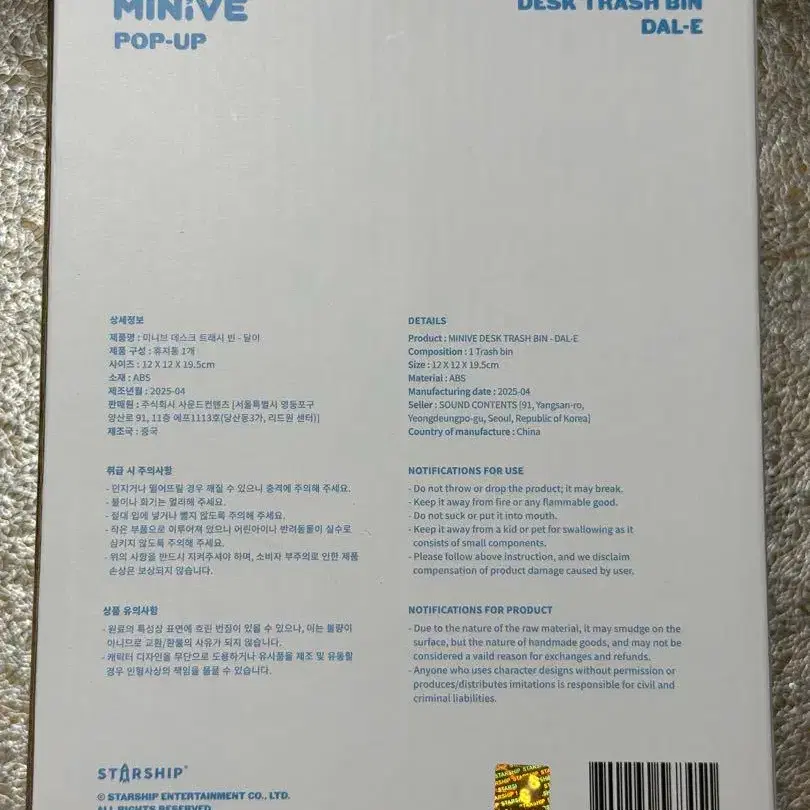 MINiVE
POP-UP
DESK TRASH BIN
DAL-E
상세정보
제품명 : 미니브 데스크 트래시 빈 - 달이
제품 구성 : 휴지통 1개
사이즈 : 12 X 12 X 19.5cm
소재 : ABS
제조년월 : 2025-04
판매원 : 주식회사 사운드컨텐츠 [서울특별시 영등포구
양산로 91, 11층 에프1113호(당산동3가, 리드원 센터)]
제조국 : 중국
취급 시 주의사항
- 던지거나 떨어뜨릴 경우 깨질 수 있으니 충격에 주의해 주세요.
- 불이나 화기는 멀리해 주세요.
- 절대 입에 넣거나 빨지 않도록 주의해 주세요.
- 작은 부품으로 이루어져 있으니 어린아이나 반려동물이 실수로
삼키지 않도록 주의해 주세요.
- 위의 사항을 반드시 지켜주셔야 하며, 소비자 부주의로 인한 제품
손상은 보상되지 않습니다.
상품 유의사항
- 원료의 특성상 표면에 흐린 번짐이 있을 수 있으나, 이는 불량이
아니므로 교환/환불의 사유가 되지 않습니다.
- 캐릭터 디자인을 무단으로 도용하거나 유사품을 제조 및 유통할
경우 민형사상의 책임을 물을 수 있습니다.
DETAILS
Product : MINIVE DESK TRASH BIN - DAL-E
Composition : 1 Trash bin
Size : 12 X 12 X 19.5cm
Material : ABS
Manufacturing date : 2025-04
Seller : SOUND CONTENTS [91, Yangsan-ro,
Yeongdeungpo-gu, Seoul, Republic of Korea]
Country of manufacture : China
NOTIFICATIONS FOR USE
- Do not throw or drop the product; it may break.
- Keep it away from fire or any flammable good.
- Do not suck or put it into mouth.
- Keep it away from a kid or pet for swallowing as it
consists of small components.
- Please follow above instruction, and we disclaim
compensation of product damage caused by user.
NOTIFICATIONS FOR PRODUCT
- Due to the nature of the raw material, it may smudge on the
surface, but the nature of handmade goods, and may not be
considered a vaild reason for exchanges and refunds.
- Anyone who uses character designs without permission or
produces/distributes imitations is responsible for civil and
criminal liabilities.
STARSHIP®
© STARSHIP ENTERTAINMENT CO., LTD.
ALL RIGHTS RESERVED